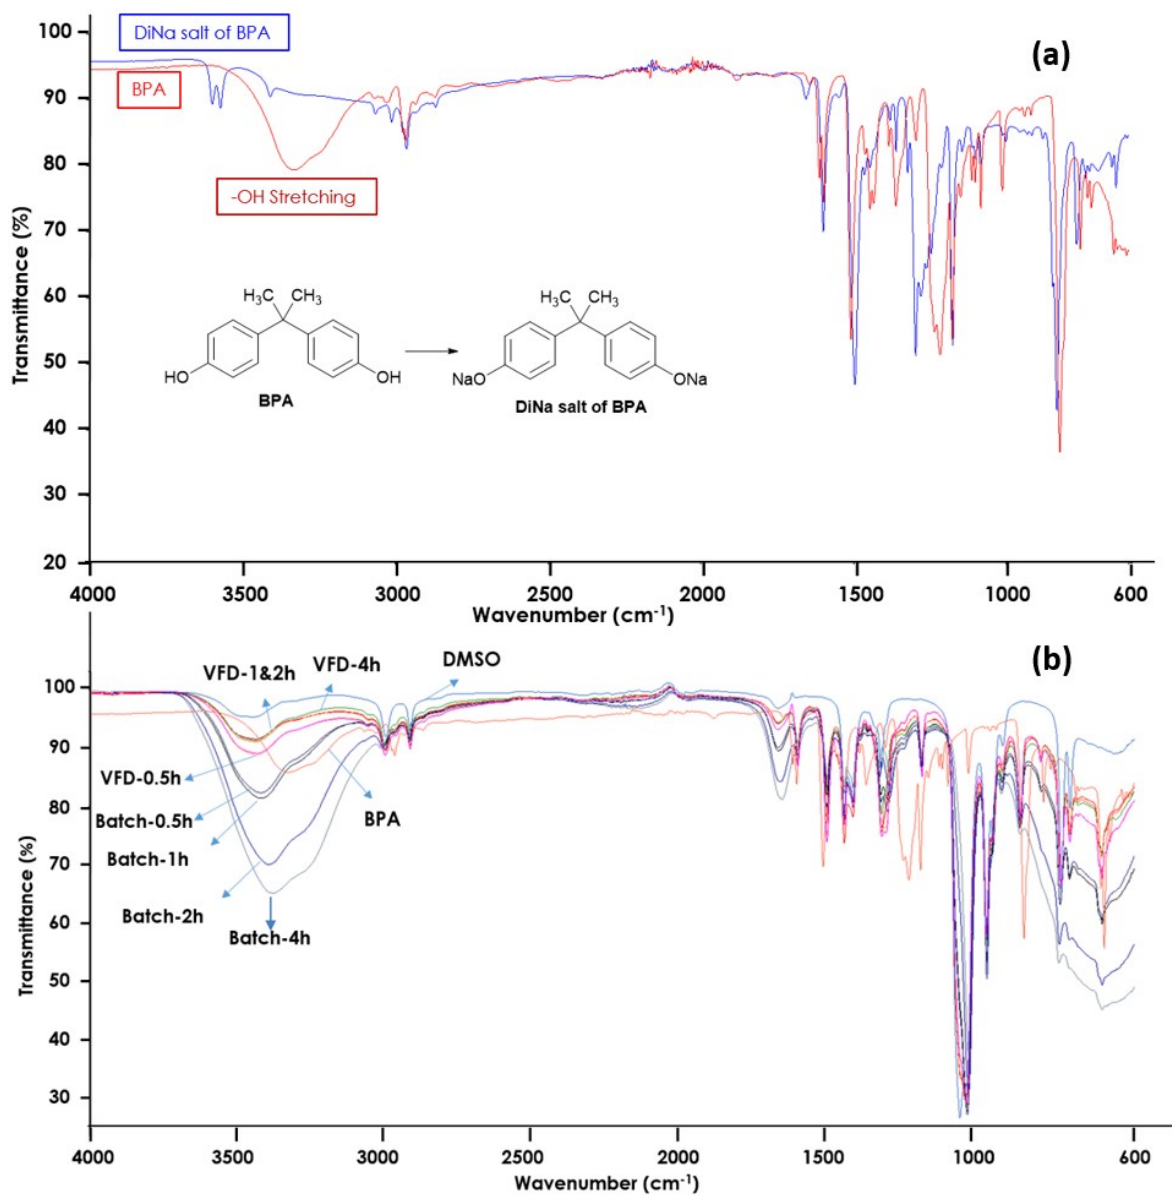 DiNa salt of BPA
BPA
-OH Stretching
(a)
Transmittance (%)
100
90
80
70
60
50
40
30
20
H₃C CH₃
HO OH
BPA
H₃C CH₃
NaO ONa
DiNa salt of BPA
4000 3500 3000 2500 2000 1500 1000 600
Wavenumber (cm⁻¹)
(b)
VFD-1&2h
VFD-4h
DMSO
VFD-0.5h
Batch-0.5h
BPA
Batch-1h
Batch-2h
Batch-4h
Transmittance (%)
100
90
80
70
60
50
40
30
4000 3500 3000 2500 2000 1500 1000 600
Wavenumber (cm⁻¹)